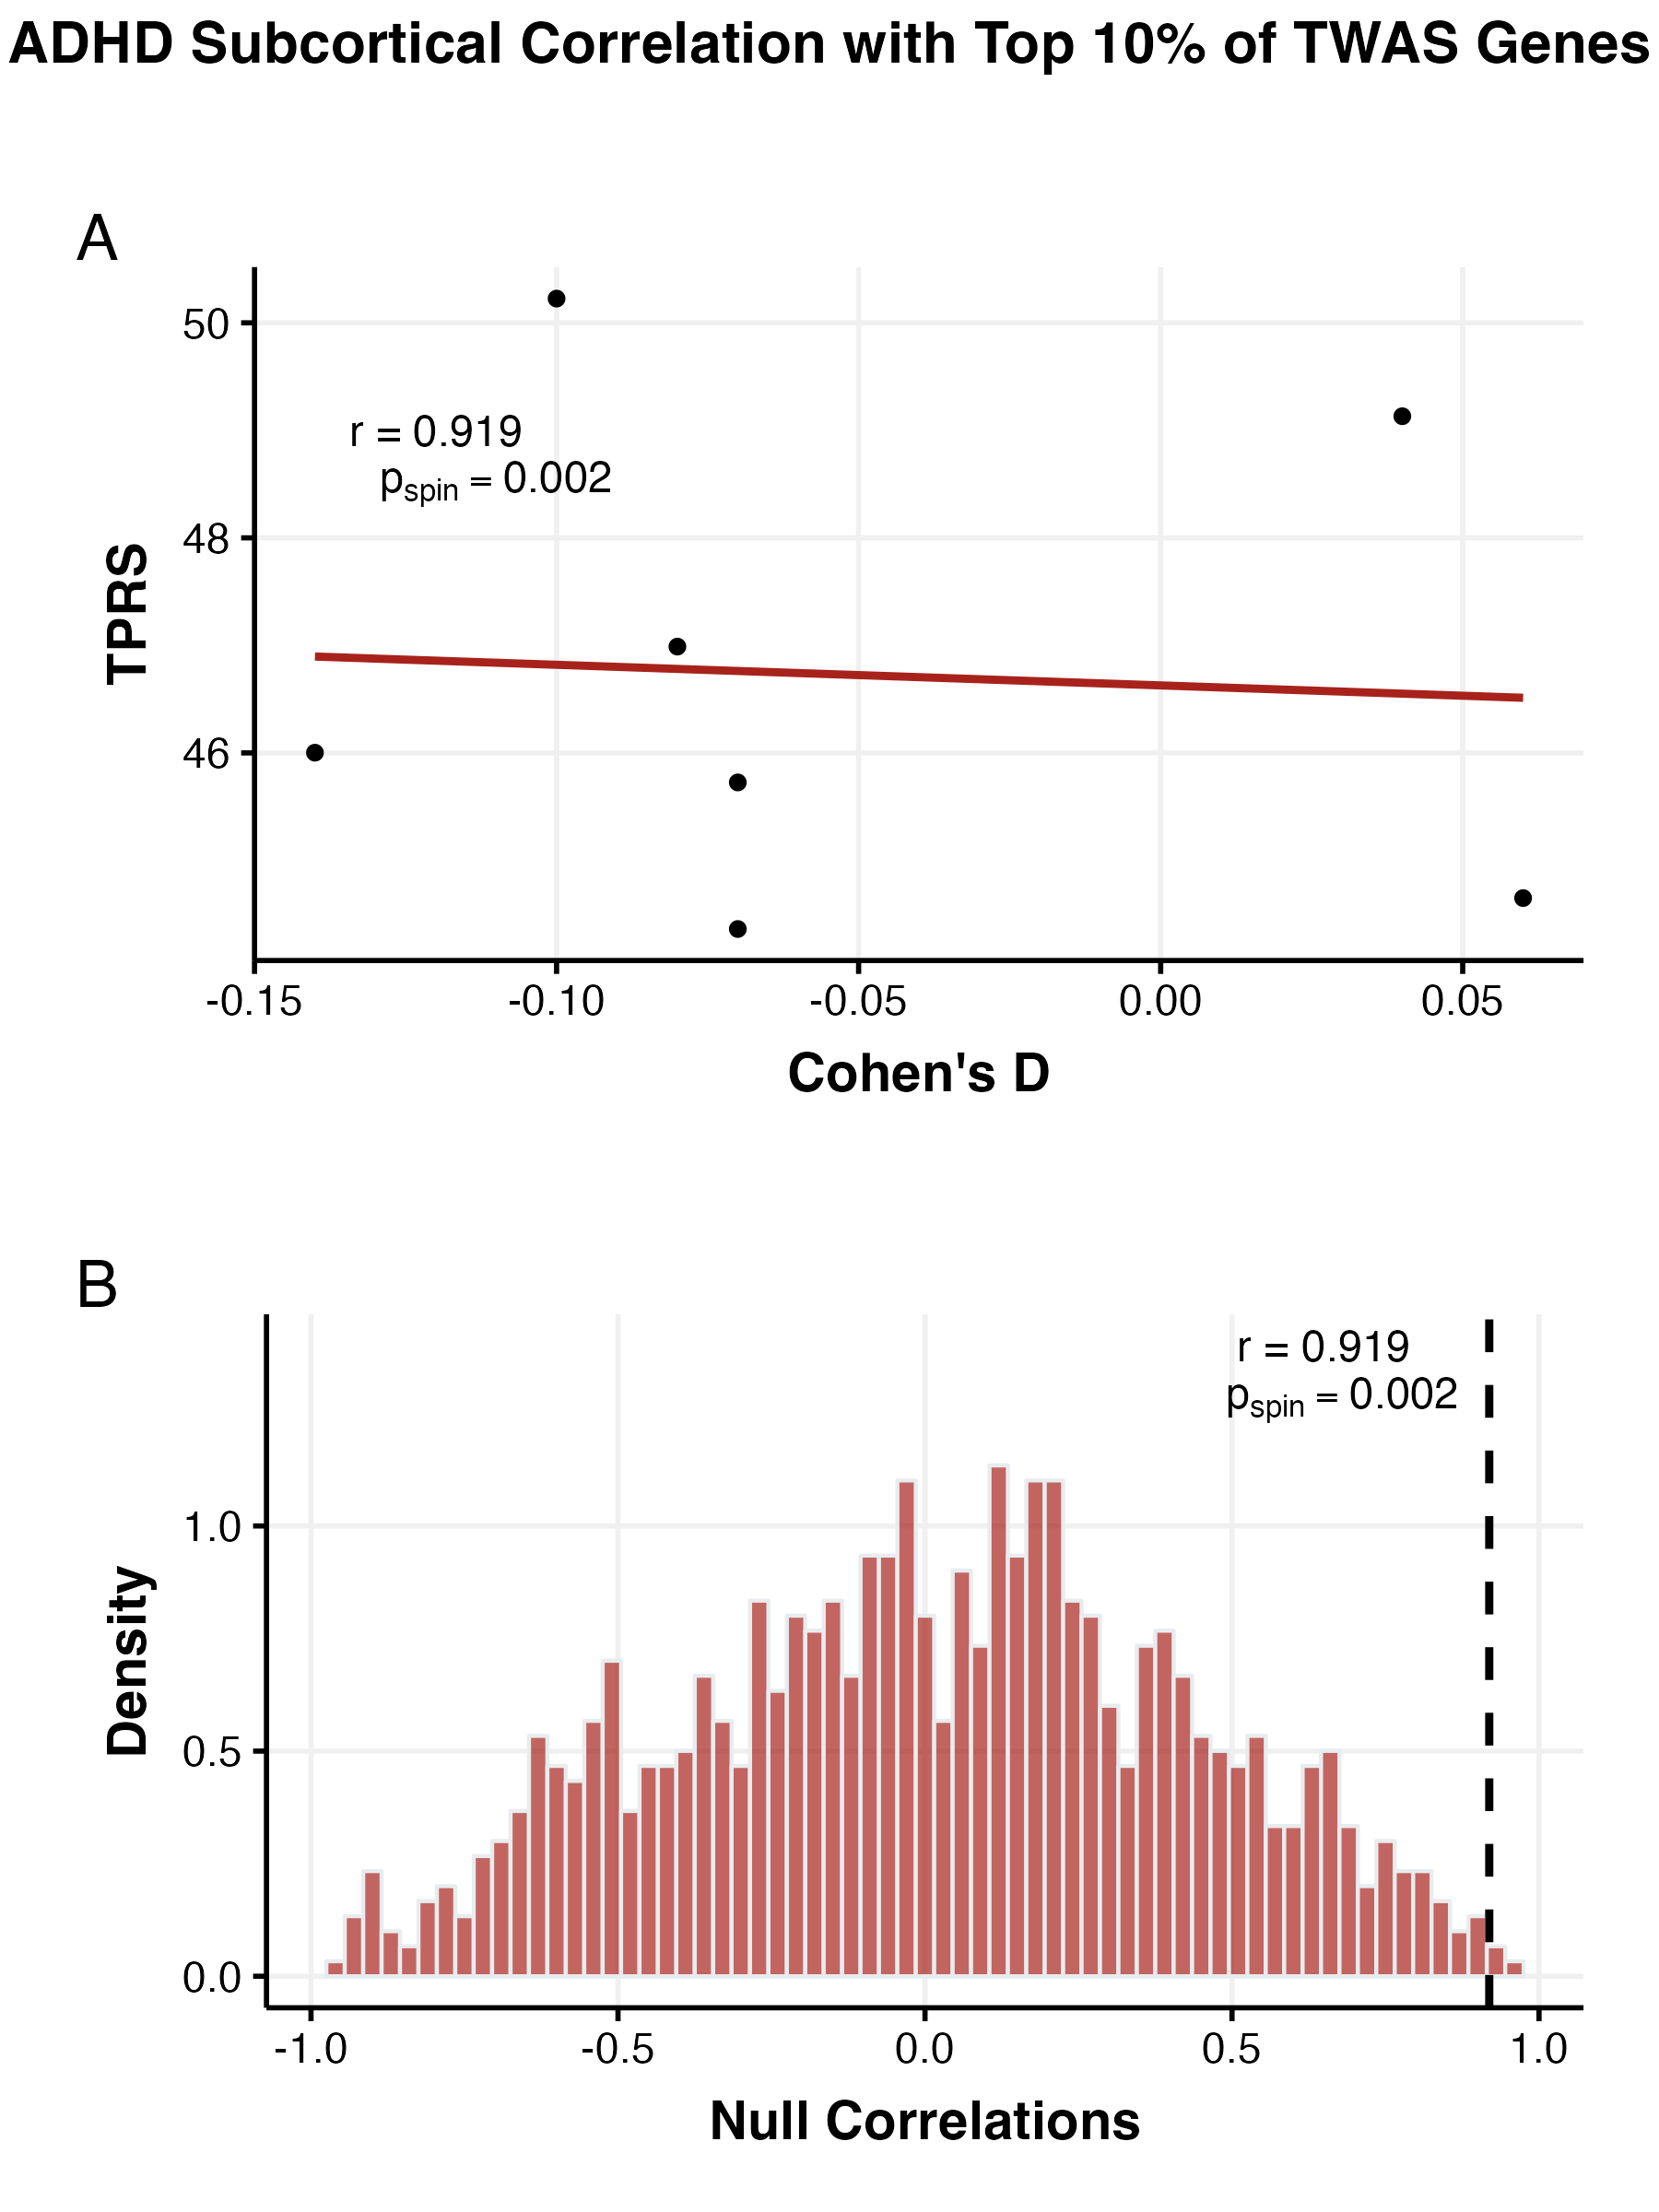 ADHD Subcortical Correlation with Top 10% of TWAS Genes
A
50
48
46
TPRS
r = 0.919
pspin = 0.002
-0.15
-0.10
-0.05
0.00
0.05
Cohen's D
B
r = 0.919
pspin = 0.002
1.0
0.5
0.0
Density
-1.0
-0.5
0.0
0.5
1.0
Null Correlations